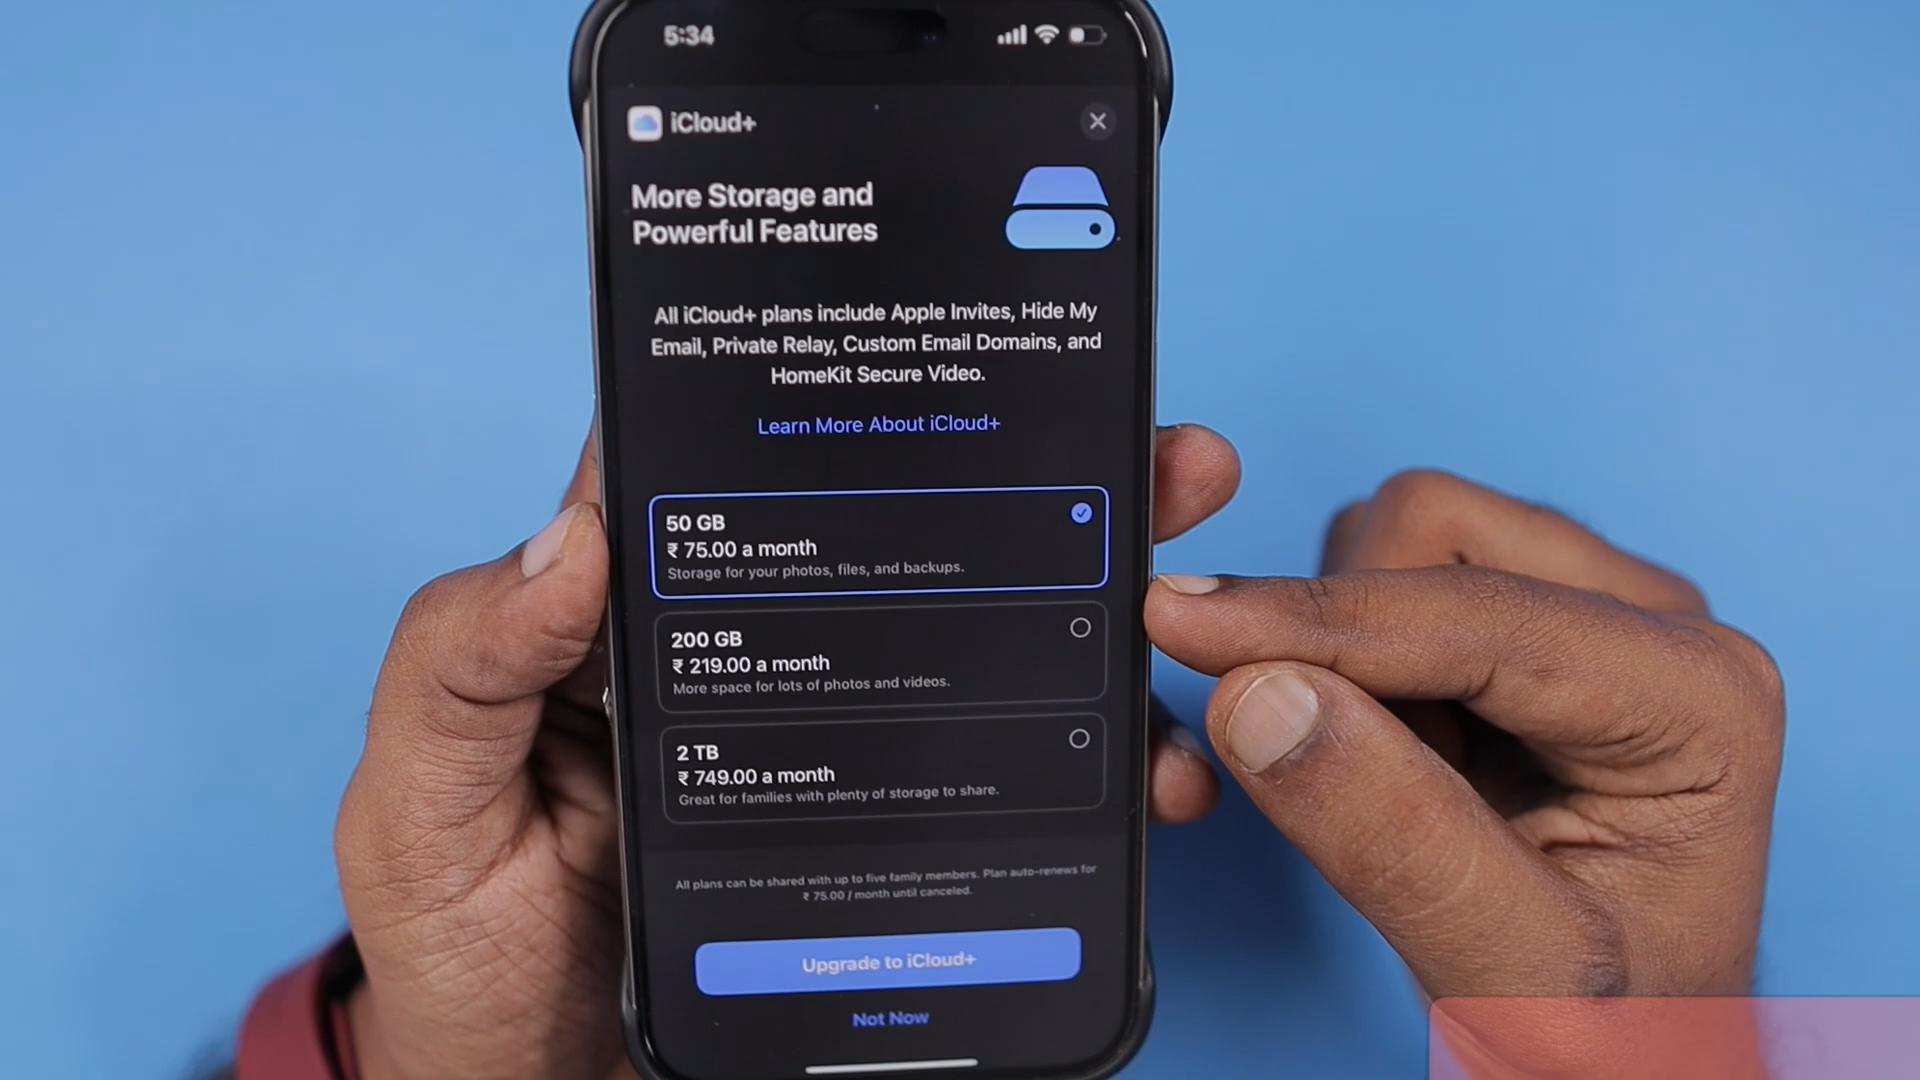 5:34
iCloud+
More Storage and
Powerful Features
All iCloud+ plans include Apple Invites, Hide My
Email, Private Relay, Custom Email Domains, and
HomeKit Secure Video.
Learn More About iCloud+
50 GB
₹ 75.00 a month
Storage for your photos, files, and backups.
200 GB
₹ 219.00 a month
More space for lots of photos and videos.
2 TB
₹ 749.00 a month
Great for families with plenty of storage to share.
All plans can be shared with up to five family members. Plan auto-renews for
₹ 75.00 / month until canceled.
Upgrade to iCloud+
Not Now